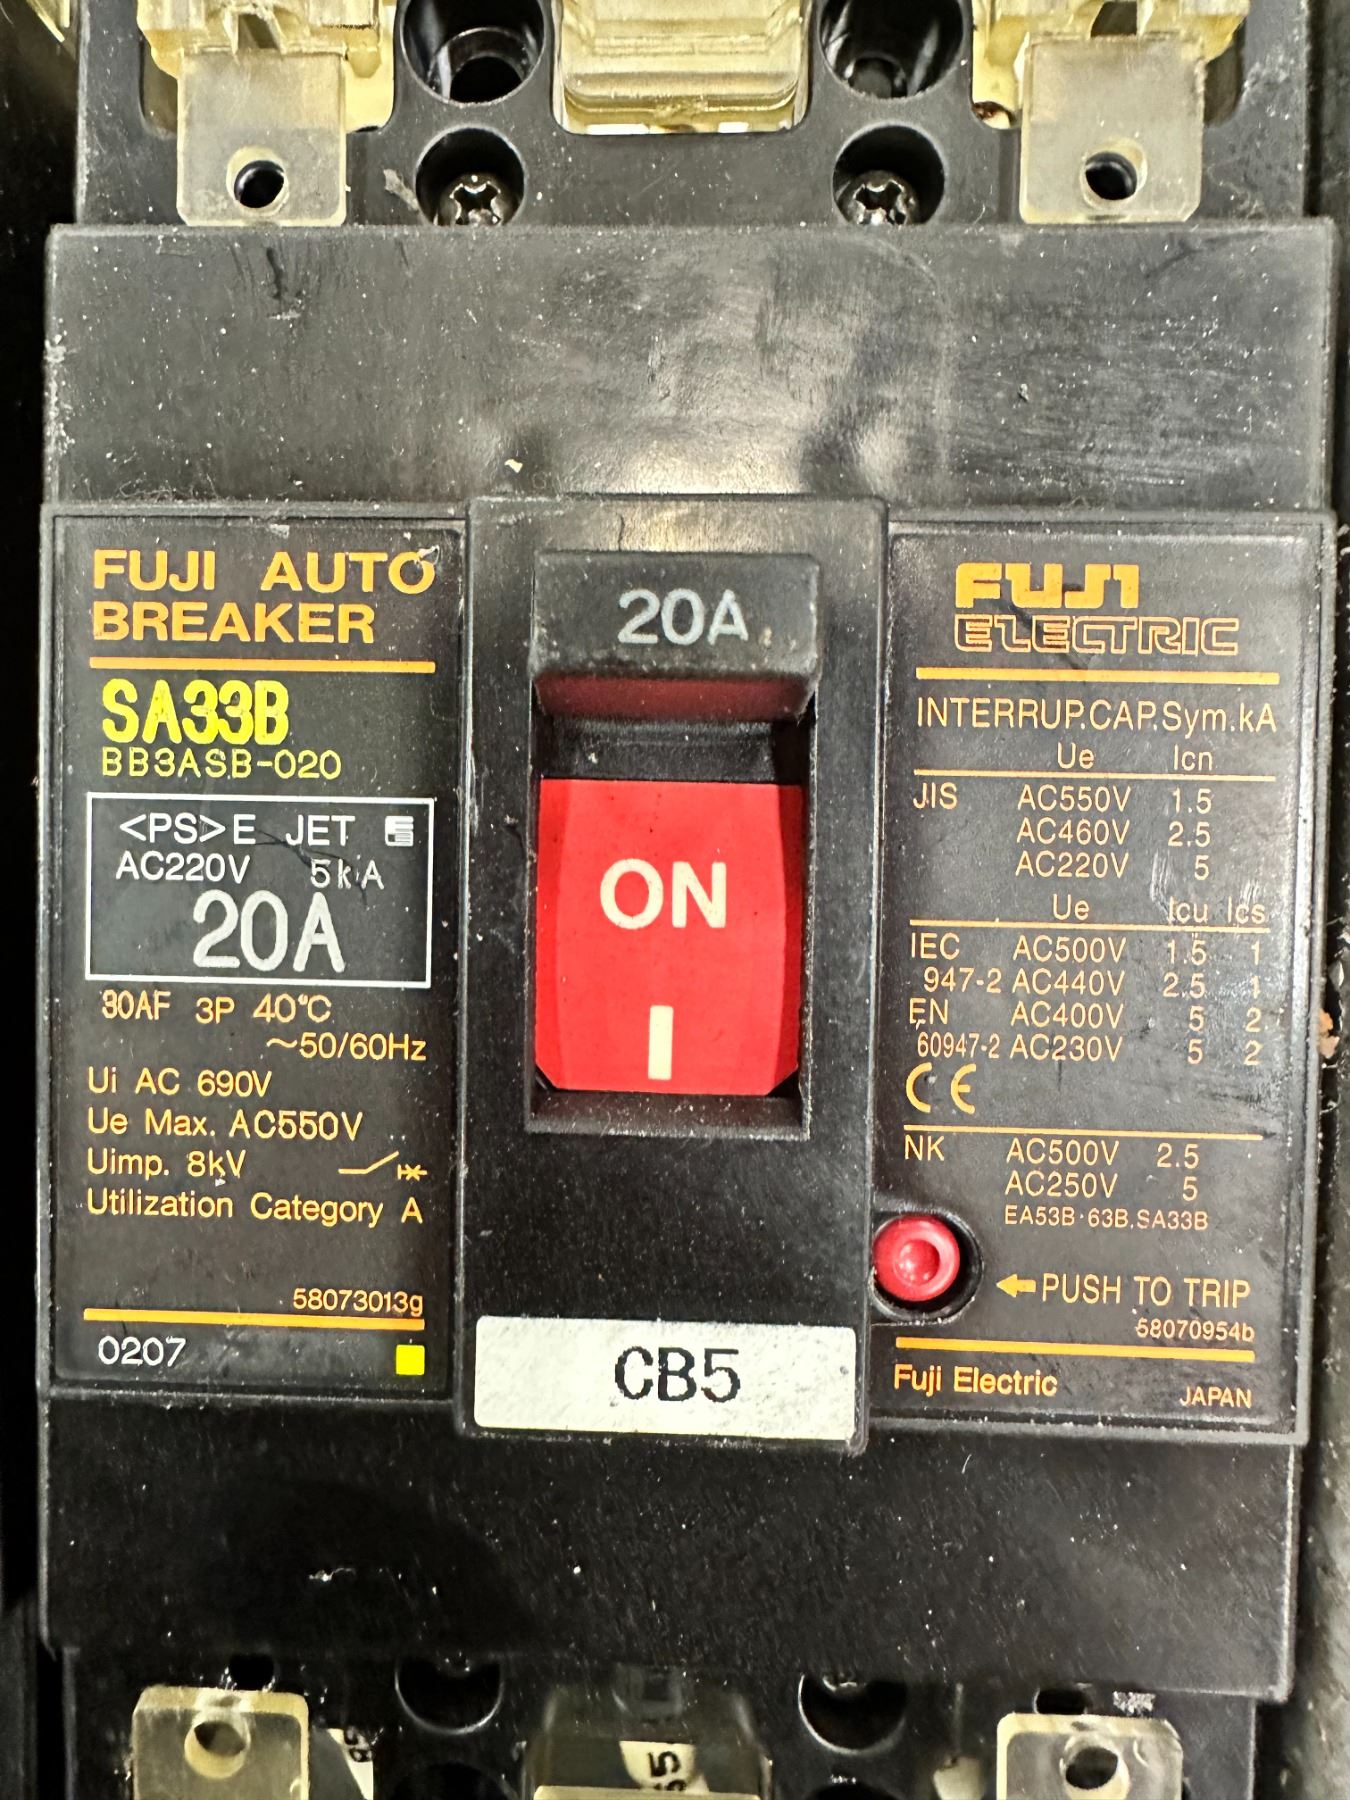 FUJI AUTO
BREAKER
SA33B
BB3ASB-020
<PS>E JET
AC220V 5kA
20A
30AF 3P 40°C
~50/60Hz
Ui AC 690V
Ue Max. AC550V
Uimp. 8kV
Utilization Category A
58073013g
0207
20A
ON
I
CB5
FUJI
ELECTRIC
INTERRUP.CAP.Sym.kA
Ue Icn
JIS AC550V 1.5
AC460V 2.5
AC220V 5
Ue Icu Ics
IEC AC500V 1.5 1
947-2 AC440V 2.5 1
EN AC400V 5 2
60947-2 AC230V 5 2
CE
NK AC500V 2.5
AC250V 5
EA53B·63B.SA33B
←PUSH TO TRIP
58070954b
Fuji Electric
JAPAN